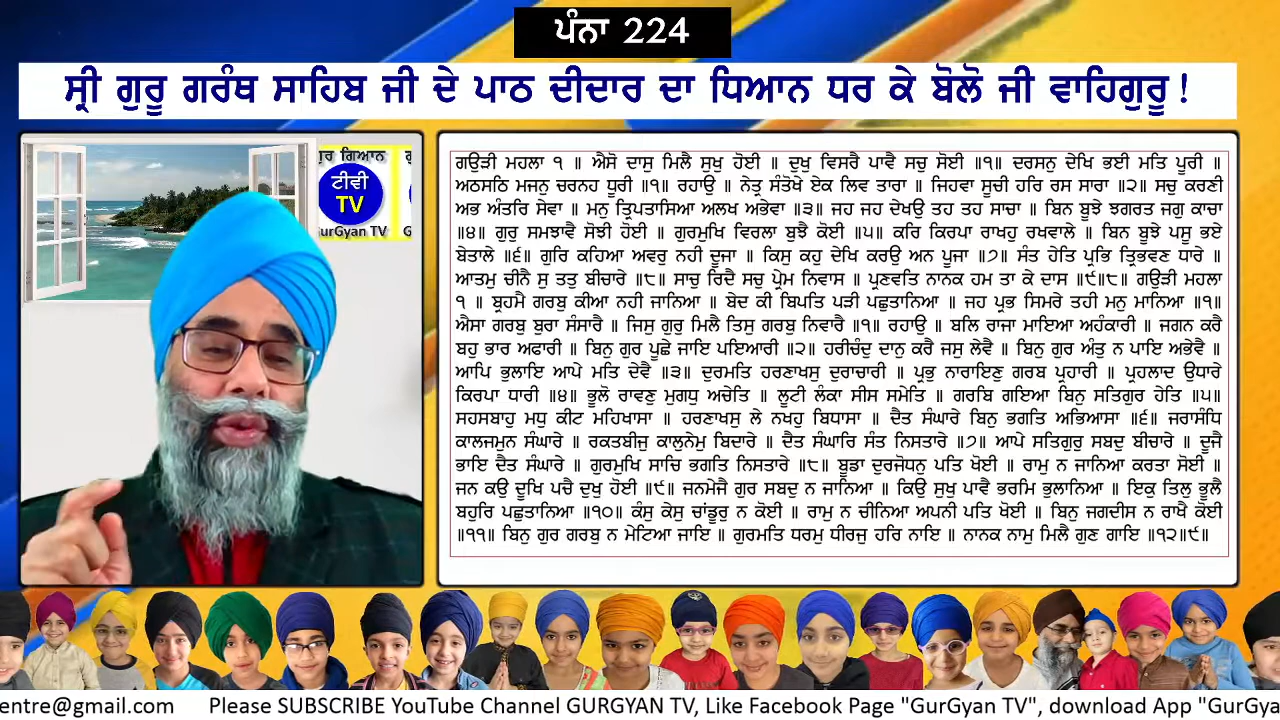 ਪੰਨਾ 224
ਸ੍ਰੀ ਗੁਰੂ ਗਰੰਥ ਸਾਹਿਬ ਜੀ ਦੇ ਪਾਠ ਦੀਦਾਰ ਦਾ ਧਿਆਨ ਧਰ ਕੇ ਬੋਲੋ ਜੀ ਵਾਹਿਗੁਰੂ!
ਗੁਰ ਗਿਆਨ
ਟੀਵੀ
TV
GurGyan TV
ਗਉੜੀ ਮਹਲਾ ੧ ॥ ਐਸੋ ਦਾਸੁ ਮਿਲੈ ਸੁਖੁ ਹੋਈ ॥ ਦੁਖੁ ਵਿਸਰੈ ਪਾਵੈ ਸਚੁ ਸੋਈ ॥੧॥ ਦਰਸਨੁ ਦੇਖਿ ਭਈ ਮਤਿ ਪੂਰੀ ॥
ਅਠਸਠਿ ਮਜਨੁ ਚਰਨਹ ਧੂਰੀ ॥੧॥ ਰਹਾਉ ॥ ਨੇਤ੍ਰ ਸੰਤੋਖੇ ਏਕ ਲਿਵ ਤਾਰਾ ॥ ਜਿਹਵਾ ਸੂਚੀ ਹਰਿ ਰਸ ਸਾਰਾ ॥੨॥ ਸਚੁ ਕਰਣੀ
ਅਭ ਅੰਤਰਿ ਸੇਵਾ ॥ ਮਨੁ ਤ੍ਰਿਪਤਾਸਿਆ ਅਲਖ ਅਭੇਵਾ ॥੩॥ ਜਹ ਜਹ ਦੇਖਉ ਤਹ ਤਹ ਸਾਚਾ ॥ ਬਿਨੁ ਬੂਝੇ ਝਗਰਤ ਜਗੁ ਕਾਚਾ
॥੪॥ ਗੁਰੁ ਸਮਝਾਵੈ ਸੋਝੀ ਹੋਈ ॥ ਗੁਰਮੁਖਿ ਵਿਰਲਾ ਬੂਝੈ ਕੋਈ ॥੫॥ ਕਰਿ ਕਿਰਪਾ ਰਾਖਹੁ ਰਖਵਾਲੇ ॥ ਬਿਨੁ ਬੂਝੇ ਪਸੂ ਭਏ
ਬੇਤਾਲੇ ॥੬॥ ਗੁਰਿ ਕਹਿਆ ਅਵਰੁ ਨਹੀ ਦੂਜਾ ॥ ਕਿਸੁ ਕਹੁ ਦੇਖਿ ਕਰਉ ਅਨ ਪੂਜਾ ॥੭॥ ਸੰਤ ਹੇਤਿ ਪ੍ਰਭਿ ਤ੍ਰਿਭਵਣ ਧਾਰੇ ॥
ਆਤਮੁ ਚੀਨੈ ਸੁ ਤਤੁ ਬੀਚਾਰੇ ॥੮॥ ਸਾਚੁ ਰਿਦੈ ਸਚੁ ਪ੍ਰੇਮ ਨਿਵਾਸ ॥ ਪ੍ਰਣਵਤਿ ਨਾਨਕ ਹਮ ਤਾ ਕੇ ਦਾਸ ॥੯॥੮॥ ਗਉੜੀ ਮਹਲਾ
੧ ॥ ਬ੍ਰਹਮੈ ਗਰਬੁ ਕੀਆ ਨਹੀ ਜਾਨਿਆ ॥ ਬੇਦ ਕੀ ਬਿਪਤਿ ਪੜੀ ਪਛੁਤਾਨਿਆ ॥ ਜਹ ਪ੍ਰਭ ਸਿਮਰੇ ਤਹੀ ਮਨੁ ਮਾਨਿਆ ॥੧॥
ਐਸਾ ਗਰਬੁ ਬੁਰਾ ਸੰਸਾਰੈ ॥ ਜਿਸੁ ਗੁਰੁ ਮਿਲੈ ਤਿਸੁ ਗਰਬੁ ਨਿਵਾਰੈ ॥੧॥ ਰਹਾਉ ॥ ਬਲਿ ਰਾਜਾ ਮਾਇਆ ਅਹੰਕਾਰੀ ॥ ਜਗਨ ਕਰੈ
ਬਹੁ ਭਾਰ ਅਫਾਰੀ ॥ ਬਿਨੁ ਗੁਰ ਪੂਛੇ ਜਾਇ ਪਇਆਰੀ ॥੨॥ ਹਰੀਚੰਦੁ ਦਾਨੁ ਕਰੈ ਜਸੁ ਲੇਵੈ ॥ ਬਿਨੁ ਗੁਰ ਅੰਤੁ ਨ ਪਾਇ ਅਭੇਵੈ ॥
ਆਪਿ ਭੁਲਾਇ ਆਪੇ ਮਤਿ ਦੇਵੈ ॥੩॥ ਦੁਰਮਤਿ ਹਰਣਾਖਸੁ ਦੁਰਾਚਾਰੀ ॥ ਪ੍ਰਭੁ ਨਾਰਾਇਣੁ ਗਰਬ ਪ੍ਰਹਾਰੀ ॥ ਪ੍ਰਹਲਾਦ ਉਧਾਰੇ
ਕਿਰਪਾ ਧਾਰੀ ॥੪॥ ਭੂਲੋ ਰਾਵਣੁ ਮੁਗਧੁ ਅਚੇਤਿ ॥ ਲੂਟੀ ਲੰਕਾ ਸੀਸ ਸਮੇਤਿ ॥ ਗਰਬਿ ਗਇਆ ਬਿਨੁ ਸਤਿਗੁਰ ਹੇਤਿ ॥੫॥
ਸਹਸਬਾਹੁ ਮਧੁ ਕੀਟ ਮਹਿਖਾਸਾ ॥ ਹਰਣਾਖਸੁ ਲੇ ਨਖਹੁ ਬਿਧਾਸਾ ॥ ਦੈਤ ਸੰਘਾਰੇ ਬਿਨੁ ਭਗਤਿ ਅਭਿਆਸਾ ॥੬॥ ਜਰਾਸੰਧਿ
ਕਾਲਜਮੁਨ ਸੰਘਾਰੇ ॥ ਰਕਤਬੀਜੁ ਕਾਲੁਨੇਮੁ ਬਿਦਾਰੇ ॥ ਦੈਤ ਸੰਘਾਰਿ ਸੰਤ ਨਿਸਤਾਰੇ ॥੭॥ ਆਪੇ ਸਤਿਗੁਰੁ ਸਬਦੁ ਬੀਚਾਰੇ ॥ ਦੂਜੈ
ਭਾਇ ਦੈਤ ਸੰਘਾਰੇ ॥ ਗੁਰਮੁਖਿ ਸਾਚਿ ਭਗਤਿ ਨਿਸਤਾਰੇ ॥੮॥ ਬੂਡਾ ਦੁਰਜੋਧਨੁ ਪਤਿ ਖੋਈ ॥ ਰਾਮੁ ਨ ਜਾਨਿਆ ਕਰਤਾ ਸੋਈ ॥
ਜਨ ਕਉ ਦੂਖਿ ਪਚੈ ਦੁਖੁ ਹੋਈ ॥੯॥ ਜਨਮੇਜੈ ਗੁਰ ਸਬਦੁ ਨ ਜਾਨਿਆ ॥ ਕਿਉ ਸੁਖੁ ਪਾਵੈ ਭਰਮਿ ਭੁਲਾਨਿਆ ॥ ਇਕੁ ਤਿਲੁ ਭੂਲੈ
ਬਹੁਰਿ ਪਛੁਤਾਨਿਆ ॥੧੦॥ ਕੰਸੁ ਕੇਸੁ ਚਾਂਡੂਰੁ ਨ ਕੋਈ ॥ ਰਾਮੁ ਨ ਚੀਨਿਆ ਅਪਨੀ ਪਤਿ ਖੋਈ ॥ ਬਿਨੁ ਜਗਦੀਸ ਨ ਰਾਖੈ ਕੋਈ
॥੧੧॥ ਬਿਨੁ ਗੁਰ ਗਰਬੁ ਨ ਮੇਟਿਆ ਜਾਇ ॥ ਗੁਰਮਤਿ ਧਰਮੁ ਧੀਰਜੁ ਹਰਿ ਨਾਇ ॥ ਨਾਨਕ ਨਾਮੁ ਮਿਲੈ ਗੁਣ ਗਾਇ ॥੧੨॥੯॥
entre@gmail.com Please SUBSCRIBE YouTube Channel GURGYAN TV, Like Facebook Page "GurGyan TV", download App "GurGya